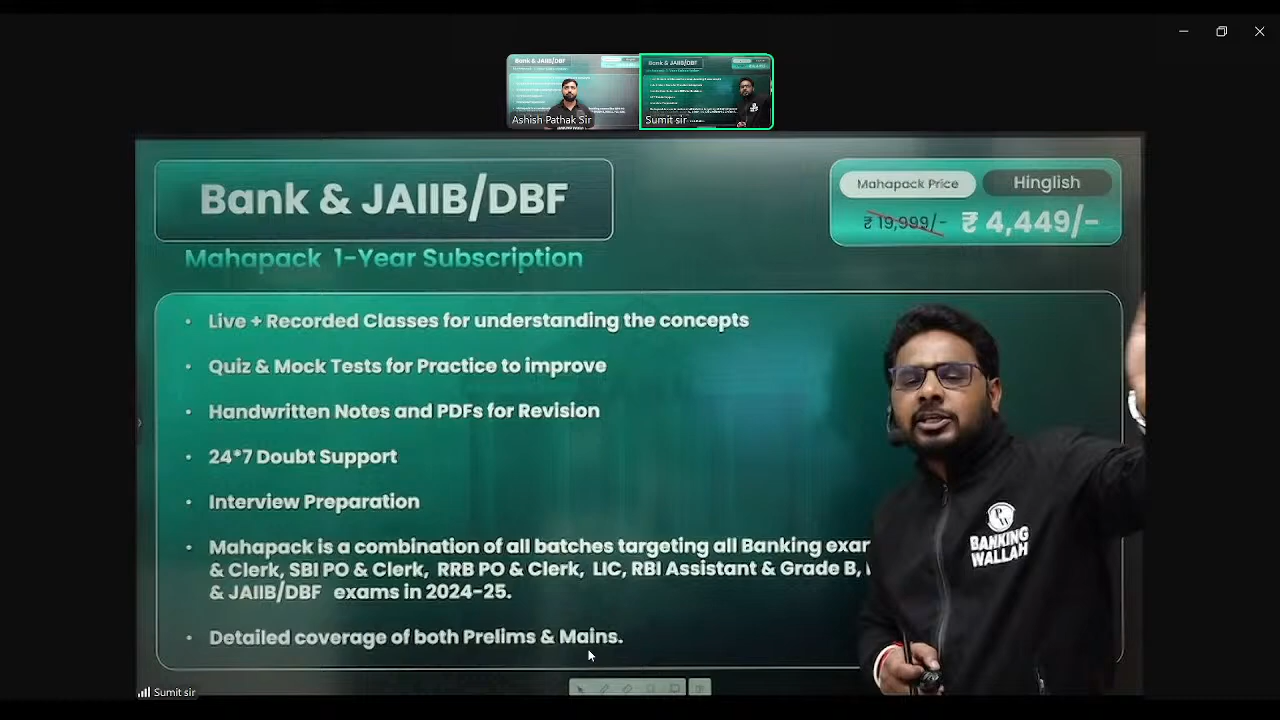 Ashish Pathak Sir
Sumit sir
Bank & JAIIB/DBF
Mahapack 1-Year Subscription
Mahapack Price
Hinglish
₹ 19,999/-
₹ 4,449/-
• Live + Recorded Classes for understanding the concepts
• Quiz & Mock Tests for Practice to improve
• Handwritten Notes and PDFs for Revision
• 24*7 Doubt Support
• Interview Preparation
• Mahapack is a combination of all batches targeting all Banking exar
& Clerk, SBI PO & Clerk, RRB PO & Clerk, LIC, RBI Assistant & Grade B,
& JAIIB/DBF exams in 2024-25.
• Detailed coverage of both Prelims & Mains.
PW
BANKING
WALLAH
Sumit sir